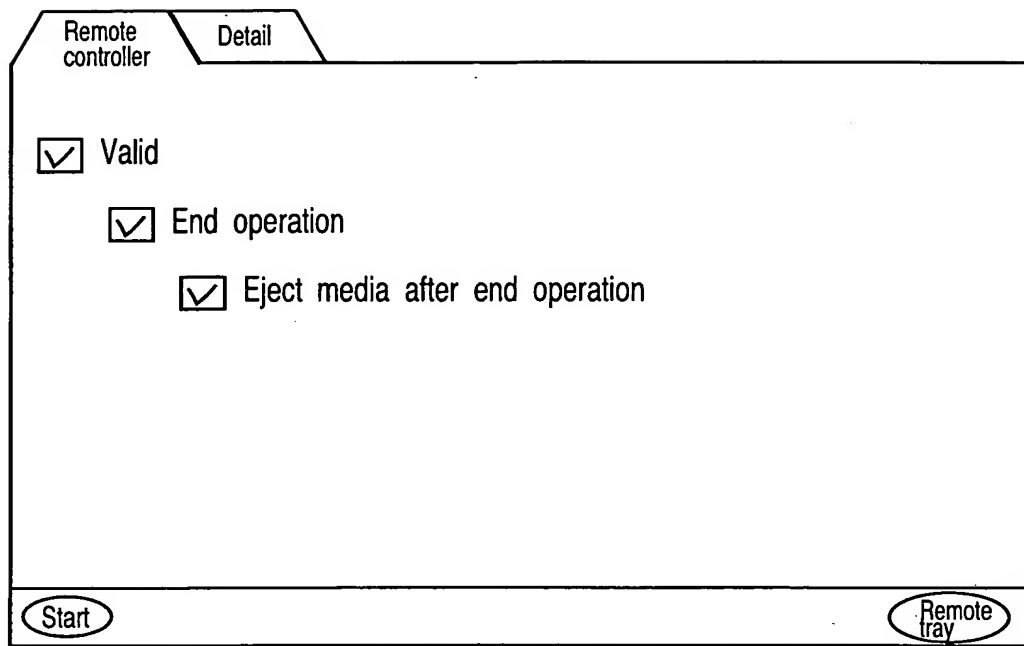 Remote
controller
Detail
Valid
End operation
Eject media after end operation
Start
Remote
tray